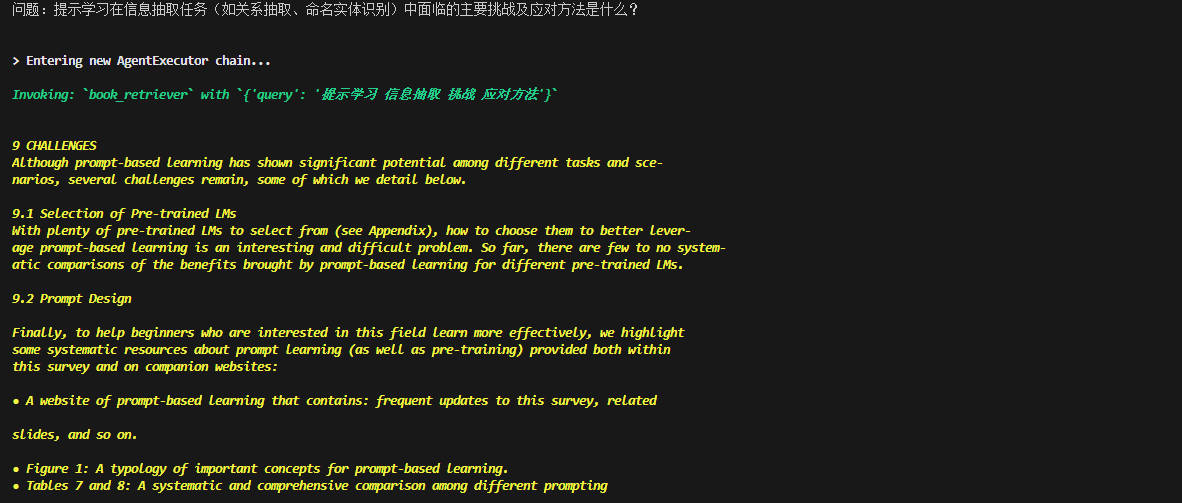 问题：提示学习在信息抽取任务（如关系抽取、命名实体识别）中面临的主要挑战及应对方法是什么？
> Entering new AgentExecutor chain...
Invoking: `book_retriever` with `{'query': '提示学习 信息抽取 挑战 应对方法'}`
9 CHALLENGES
Although prompt-based learning has shown significant potential among different tasks and sce-
narios, several challenges remain, some of which we detail below.
9.1 Selection of Pre-trained LMs
With plenty of pre-trained LMs to select from (see Appendix), how to choose them to better lever-
age prompt-based learning is an interesting and difficult problem. So far, there are few to no system-
atic comparisons of the benefits brought by prompt-based learning for different pre-trained LMs.
9.2 Prompt Design
Finally, to help beginners who are interested in this field learn more effectively, we highlight
some systematic resources about prompt learning (as well as pre-training) provided both within
this survey and on companion websites:
• A website of prompt-based learning that contains: frequent updates to this survey, related
slides, and so on.
• Figure 1: A typology of important concepts for prompt-based learning.
• Tables 7 and 8: A systematic and comprehensive comparison among different prompting